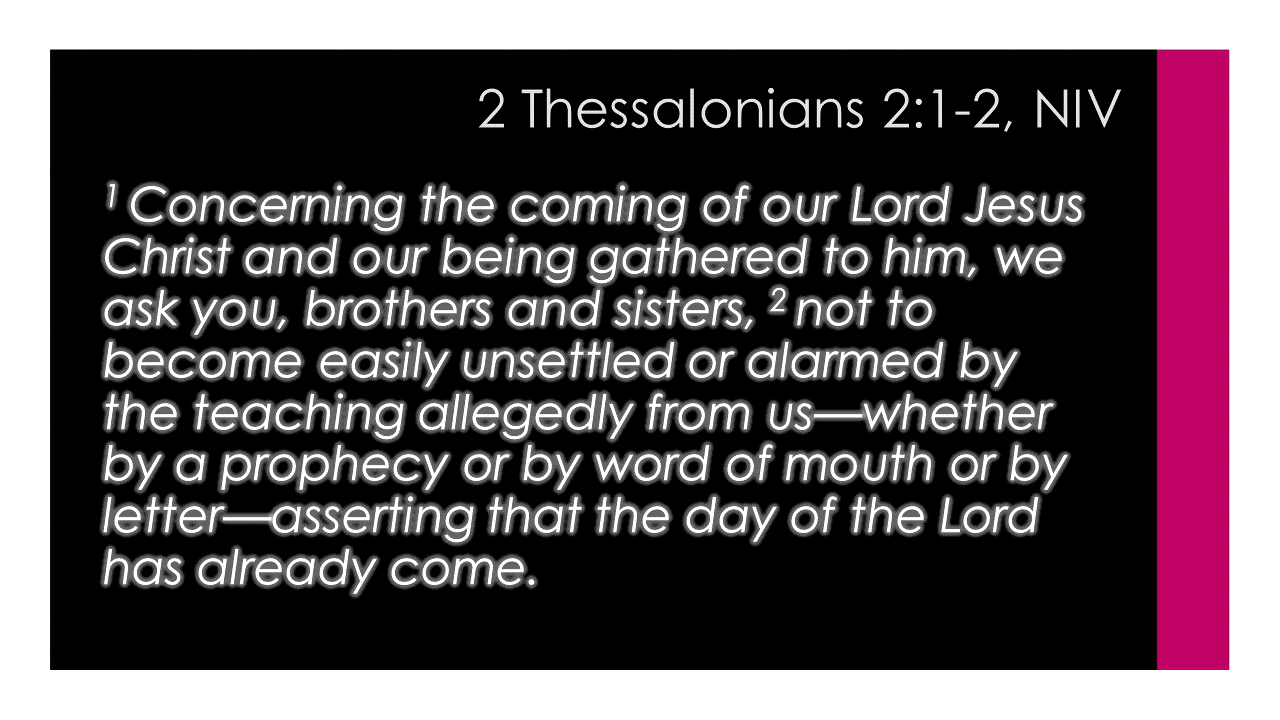 2 Thessalonians 2:1-2, NIV
1 Concerning the coming of our Lord Jesus
Christ and our being gathered to him, we
ask you, brothers and sisters, 2 not to
become easily unsettled or alarmed by
the teaching allegedly from us—whether
by a prophecy or by word of mouth or by
letter—asserting that the day of the Lord
has already come.